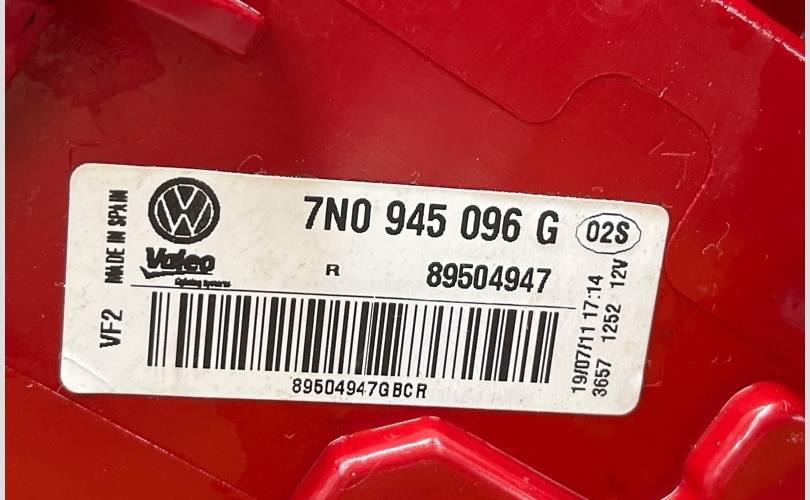 MADE IN SPAIN
VF2
VW
Valeo
Lighting Systems
7N0 945 096 G
02S
R
89504947
89504947GBCR
19/07/11 17:14
3657 1252 12V